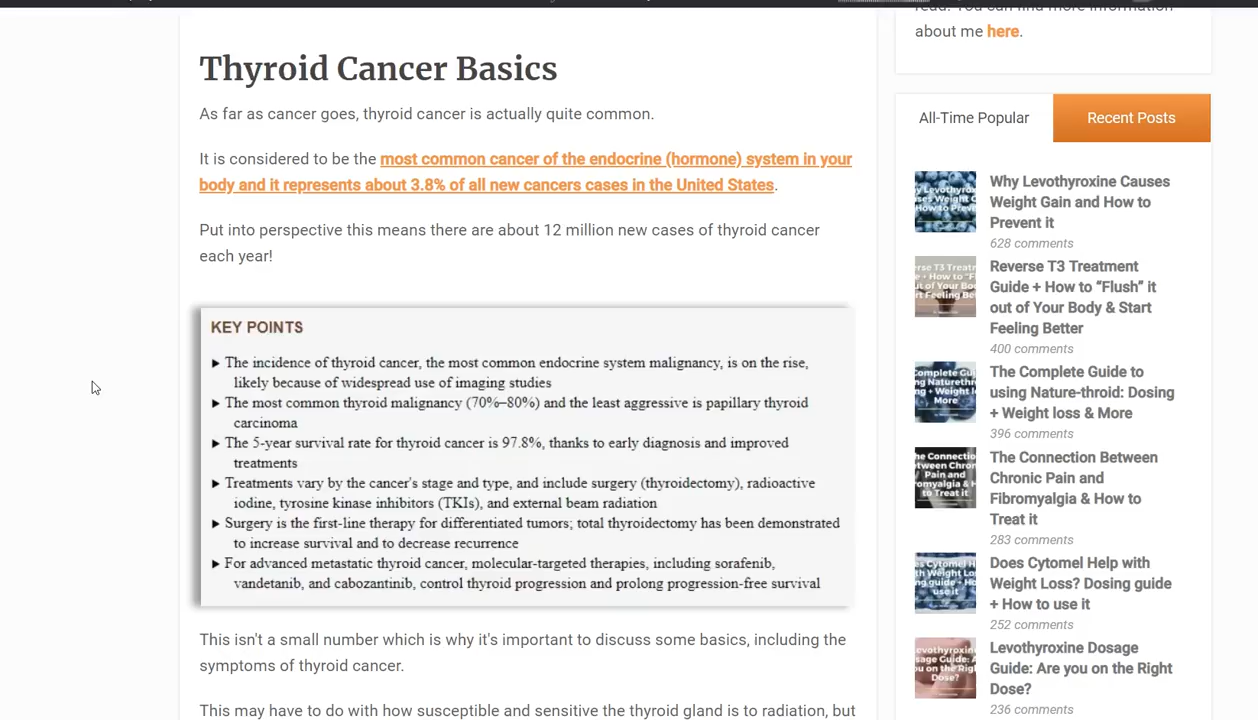 read. You can find more information
about me here.
Thyroid Cancer Basics
As far as cancer goes, thyroid cancer is actually quite common.
It is considered to be the most common cancer of the endocrine (hormone) system in your
body and it represents about 3.8% of all new cancers cases in the United States.
Put into perspective this means there are about 12 million new cases of thyroid cancer
each year!
KEY POINTS
► The incidence of thyroid cancer, the most common endocrine system malignancy, is on the rise,
likely because of widespread use of imaging studies
► The most common thyroid malignancy (70%–80%) and the least aggressive is papillary thyroid
carcinoma
► The 5-year survival rate for thyroid cancer is 97.8%, thanks to early diagnosis and improved
treatments
► Treatments vary by the cancer's stage and type, and include surgery (thyroidectomy), radioactive
iodine, tyrosine kinase inhibitors (TKIs), and external beam radiation
► Surgery is the first-line therapy for differentiated tumors; total thyroidectomy has been demonstrated
to increase survival and to decrease recurrence
► For advanced metastatic thyroid cancer, molecular-targeted therapies, including sorafenib,
vandetanib, and cabozantinib, control thyroid progression and prolong progression-free survival
This isn't a small number which is why it's important to discuss some basics, including the
symptoms of thyroid cancer.
This may have to do with how susceptible and sensitive the thyroid gland is to radiation, but
All-Time Popular
Recent Posts
Why Levothyroxine Causes
Weight Gain and How to
Prevent it
628 comments
Reverse T3 Treatment
Guide + How to “Flush” it
out of Your Body & Start
Feeling Better
400 comments
The Complete Guide to
using Nature-throid: Dosing
+ Weight loss & More
396 comments
The Connection Between
Chronic Pain and
Fibromyalgia & How to
Treat it
283 comments
Does Cytomel Help with
Weight Loss? Dosing guide
+ How to use it
252 comments
Levothyroxine Dosage
Guide: Are you on the Right
Dose?
236 comments